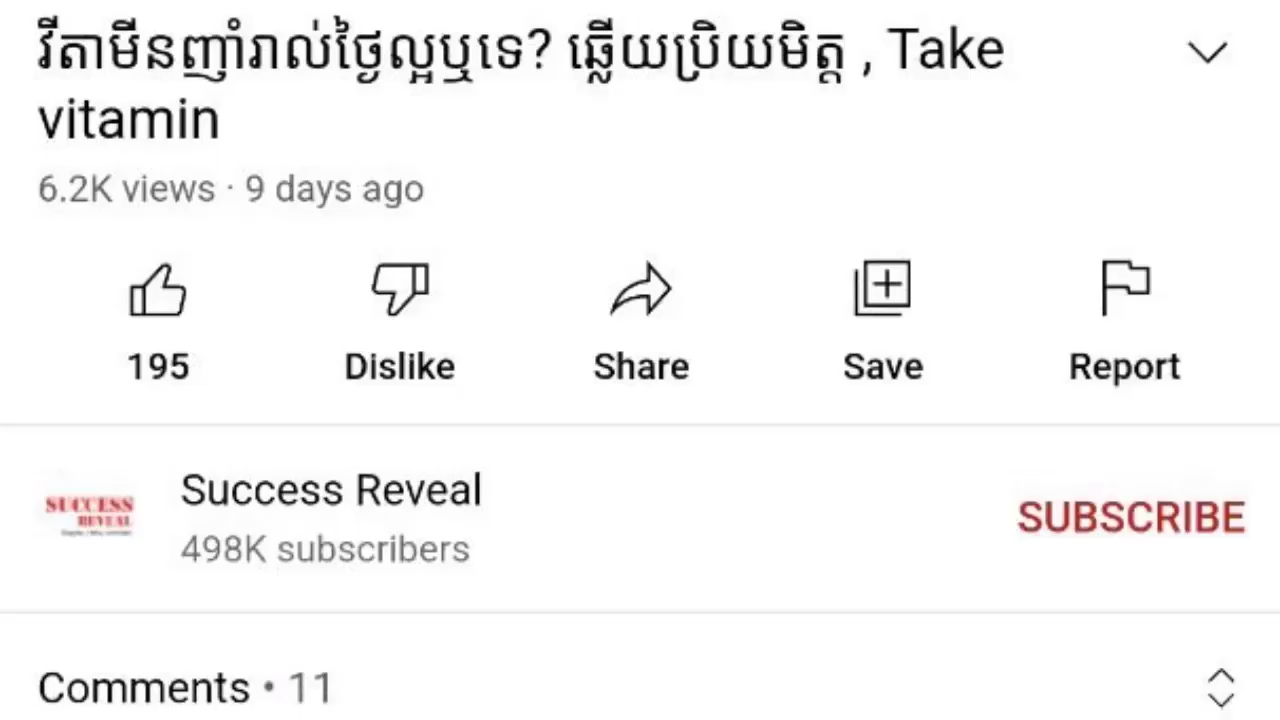 វីតាមីនញ៉ាំរាល់ថ្ងៃល្អឬទេ? ឆ្លើយប្រិយមិត្ត , Take
vitamin
6.2K views · 9 days ago
195
Dislike
Share
Save
Report
SUCCESS
REVEAL
Success Reveal
498K subscribers
SUBSCRIBE
Comments • 11